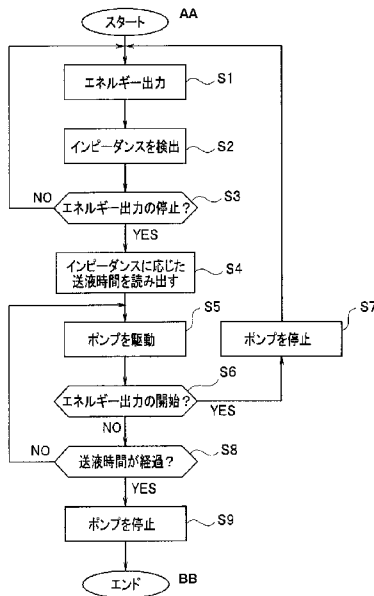 スタート AA
エネルギー出力 S1
インピーダンスを検出 S2
エネルギー出力の停止? S3
NO
YES
インピーダンスに応じた
送液時間を読み出す S4
ポンプを駆動 S5
ポンプを停止 S7
エネルギー出力の開始? S6
YES
NO
送液時間が経過? S8
NO
YES
ポンプを停止 S9
エンド BB